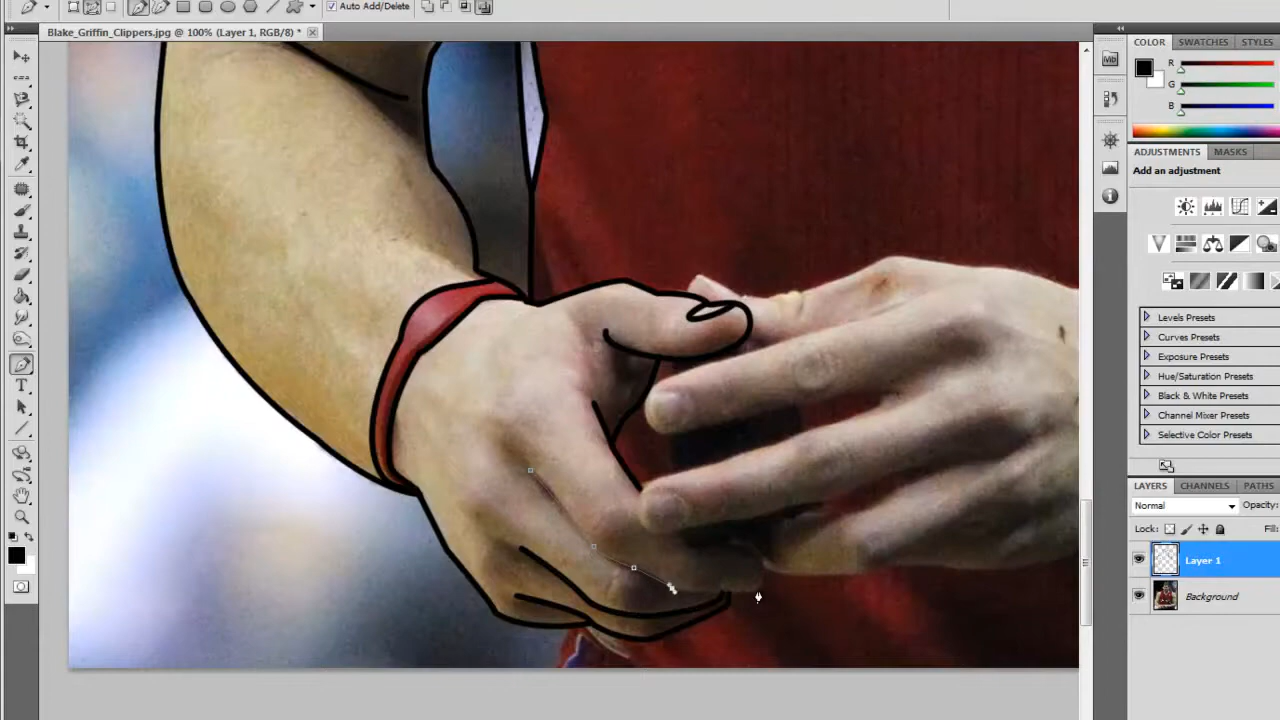 Auto Add/Delete
Blake_Griffin_Clippers.jpg @ 100% (Layer 1, RGB/8) *
COLOR SWATCHES STYLES
R
G
B
Mb
ADJUSTMENTS MASKS
Add an adjustment
Levels Presets
Curves Presets
Exposure Presets
Hue/Saturation Presets
Black & White Presets
Channel Mixer Presets
Selective Color Presets
LAYERS CHANNELS PATHS
Normal Opacity:
Lock: Fill:
Layer 1
Background